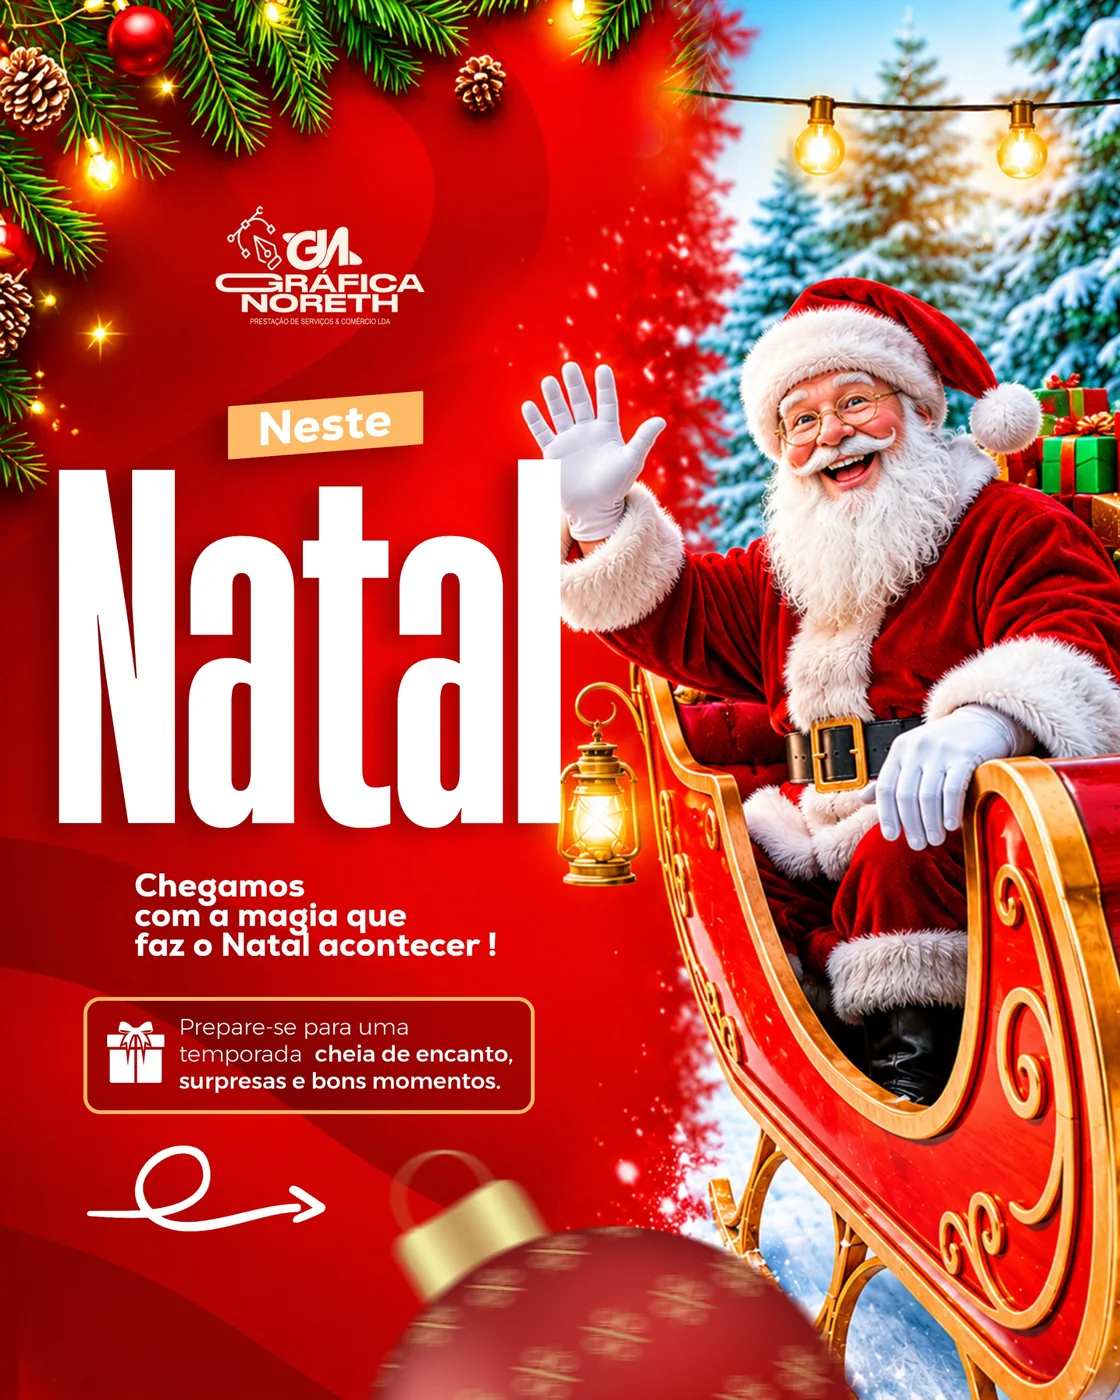 GN
GRÁFICA
NORETH
PRESTAÇÃO DE SERVIÇOS & COMÉRCIO LDA
Neste
Natal
Chegamos
com a magia que
faz o Natal acontecer !
Prepare-se para uma
temporada cheia de encanto,
surpresas e bons momentos.